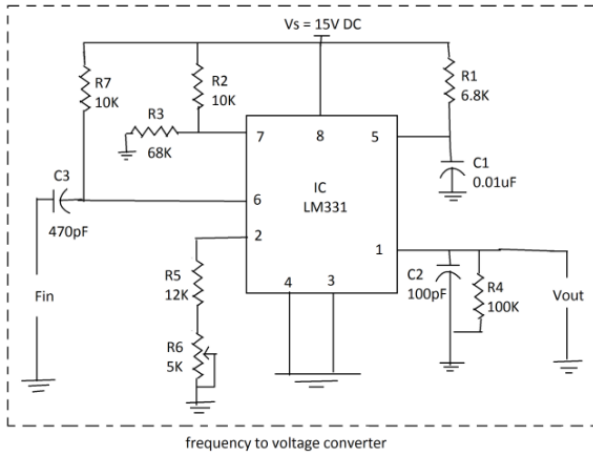 Vs = 15V DC
R7
10K
R2
10K
R1
6.8K
R3
68K
7
8
5
C1
0.01uF
C3
470pF
6
IC
LM331
2
1
R5
12K
C2
100pF
R4
100K
Fin
4
3
Vout
R6
5K
frequency to voltage converter